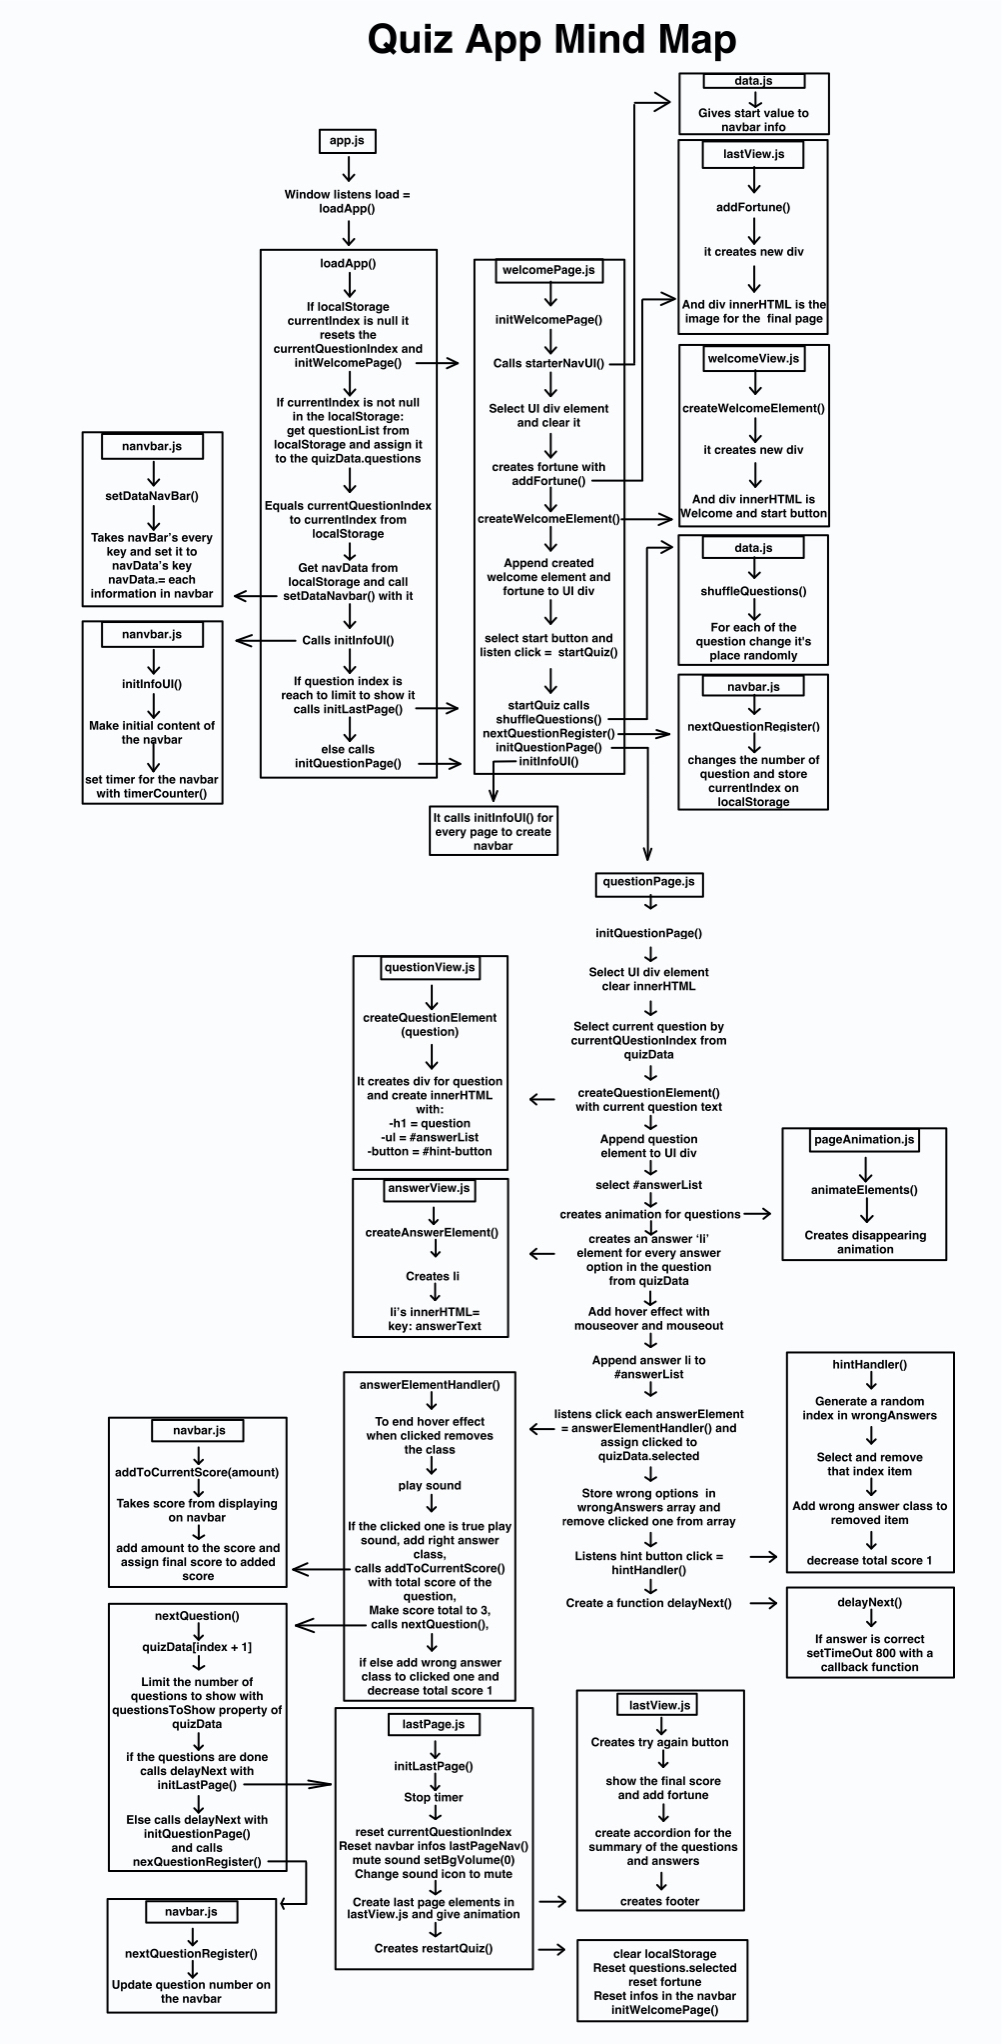 Quiz App Mind Map
data.js
Gives start value to
navbar info
app.js
Window listens load =
loadApp()
lastView.js
addFortune()
it creates new div
And div innerHTML is the
image for the final page
loadApp()
If localStorage
currentIndex is null it
resets the
currentQuestionIndex and
initWelcomePage()
If currentIndex is not null
in the localStorage:
get questionList from
localStorage and assign it
to the quizData.questions
Equals currentQuestionIndex
to currentIndex from
localStorage
Get navData from
localStorage and call
setDataNavbar() with it
Calls initInfoUI()
If question index is
reach to limit to show it
calls initLastPage()
else calls
initQuestionPage()
welcomPage.js
initWelcomePage()
Calls starterNavUI()
Select UI div element
and clear it
creates fortune with
addFortune()
createWelcomeElement()
Append created
welcome element and
fortune to UI div
select start button and
listen click = startQuiz()
startQuiz calls
shuffleQuestions()
nextQuestionRegister()
initQuestionPage()
initInfoUI()
It calls initInfoUI() for
every page to create
navbar
welcomeView.js
createWelcomeElement()
it creates new div
And div innerHTML is
Welcome and start button
data.js
shuffleQuestions()
For each of the
question change it's
place randomly
navbar.js
nextQuestionRegister()
changes the number of
question and store
currentIndex on
localStorage
nanvbar.js
setDataNavBar()
Takes navBar's every
key and set it to
navData's key
navData.= each
information in navbar
nanvbar.js
initInfoUI()
Make initial content of
the navbar
set timer for the navbar
with timerCounter()
questionPage.js
initQuestionPage()
Select UI div element
clear innerHTML
Select current question by
currentQUestionIndex from
quizData
createQuestionElement()
with current question text
Append question
element to UI div
select #answerList
creates animation for questions
creates an answer 'li'
element for every answer
option in the question
from quizData
Add hover effect with
mouseover and mouseout
Append answer li to
#answerList
listens click each answerElement
= answerElementHandler() and
assign clicked to
quizData.selected
Store wrong options in
wrongAnswers array and
remove clicked one from array
Listens hint button click =
hintHandler()
Create a function delayNext()
questionView.js
createQuestionElement
(question)
It creates div for question
and create innerHTML
with:
-h1 = question
-ul = #answerList
-button = #hint-button
answerView.js
createAnswerElement()
Creates li
li's innerHTML=
key: answerText
pageAnimation.js
animateElements()
Creates disappearing
animation
hintHandler()
Generate a random
index in wrongAnswers
Select and remove
that index item
Add wrong answer class to
removed item
decrease total score 1
delayNext()
If answer is correct
setTimeOut 800 with a
callback function
answerElementHandler()
To end hover effect
when clicked removes
the class
play sound
If the clicked one is true play
sound, add right answer
class,
calls addToCurrentScore()
with total score of the
question,
Make score total to 3,
calls nextQuestion(),
if else add wrong answer
class to clicked one and
decrease total score 1
navbar.js
addToCurrentScore(amount)
Takes score from displaying
on navbar
add amount to the score and
assign final score to added
score
nextQuestion()
quizData[index + 1]
Limit the number of
questions to show with
questionsToShow property of
quizData
if the questions are done
calls delayNext with
initLastPage()
Else calls delayNext with
initQuestionPage()
and calls
nexQuestionRegister()
navbar.js
nextQuestionRegister()
Update question number on
the navbar
lastPage.js
initLastPage()
Stop timer
reset currentQuestionIndex
Reset navbar infos lastPageNav()
mute sound setBgVolume(0)
Change sound icon to mute
Create last page elements in
lastView.js and give animation
Creates restartQuiz()
lastView.js
Creates try again button
show the final score
and add fortune
create accordion for the
summary of the questions
and answers
creates footer
clear localStorage
Reset questions.selected
reset fortune
Reset infos in the navbar
initWelcomePage()